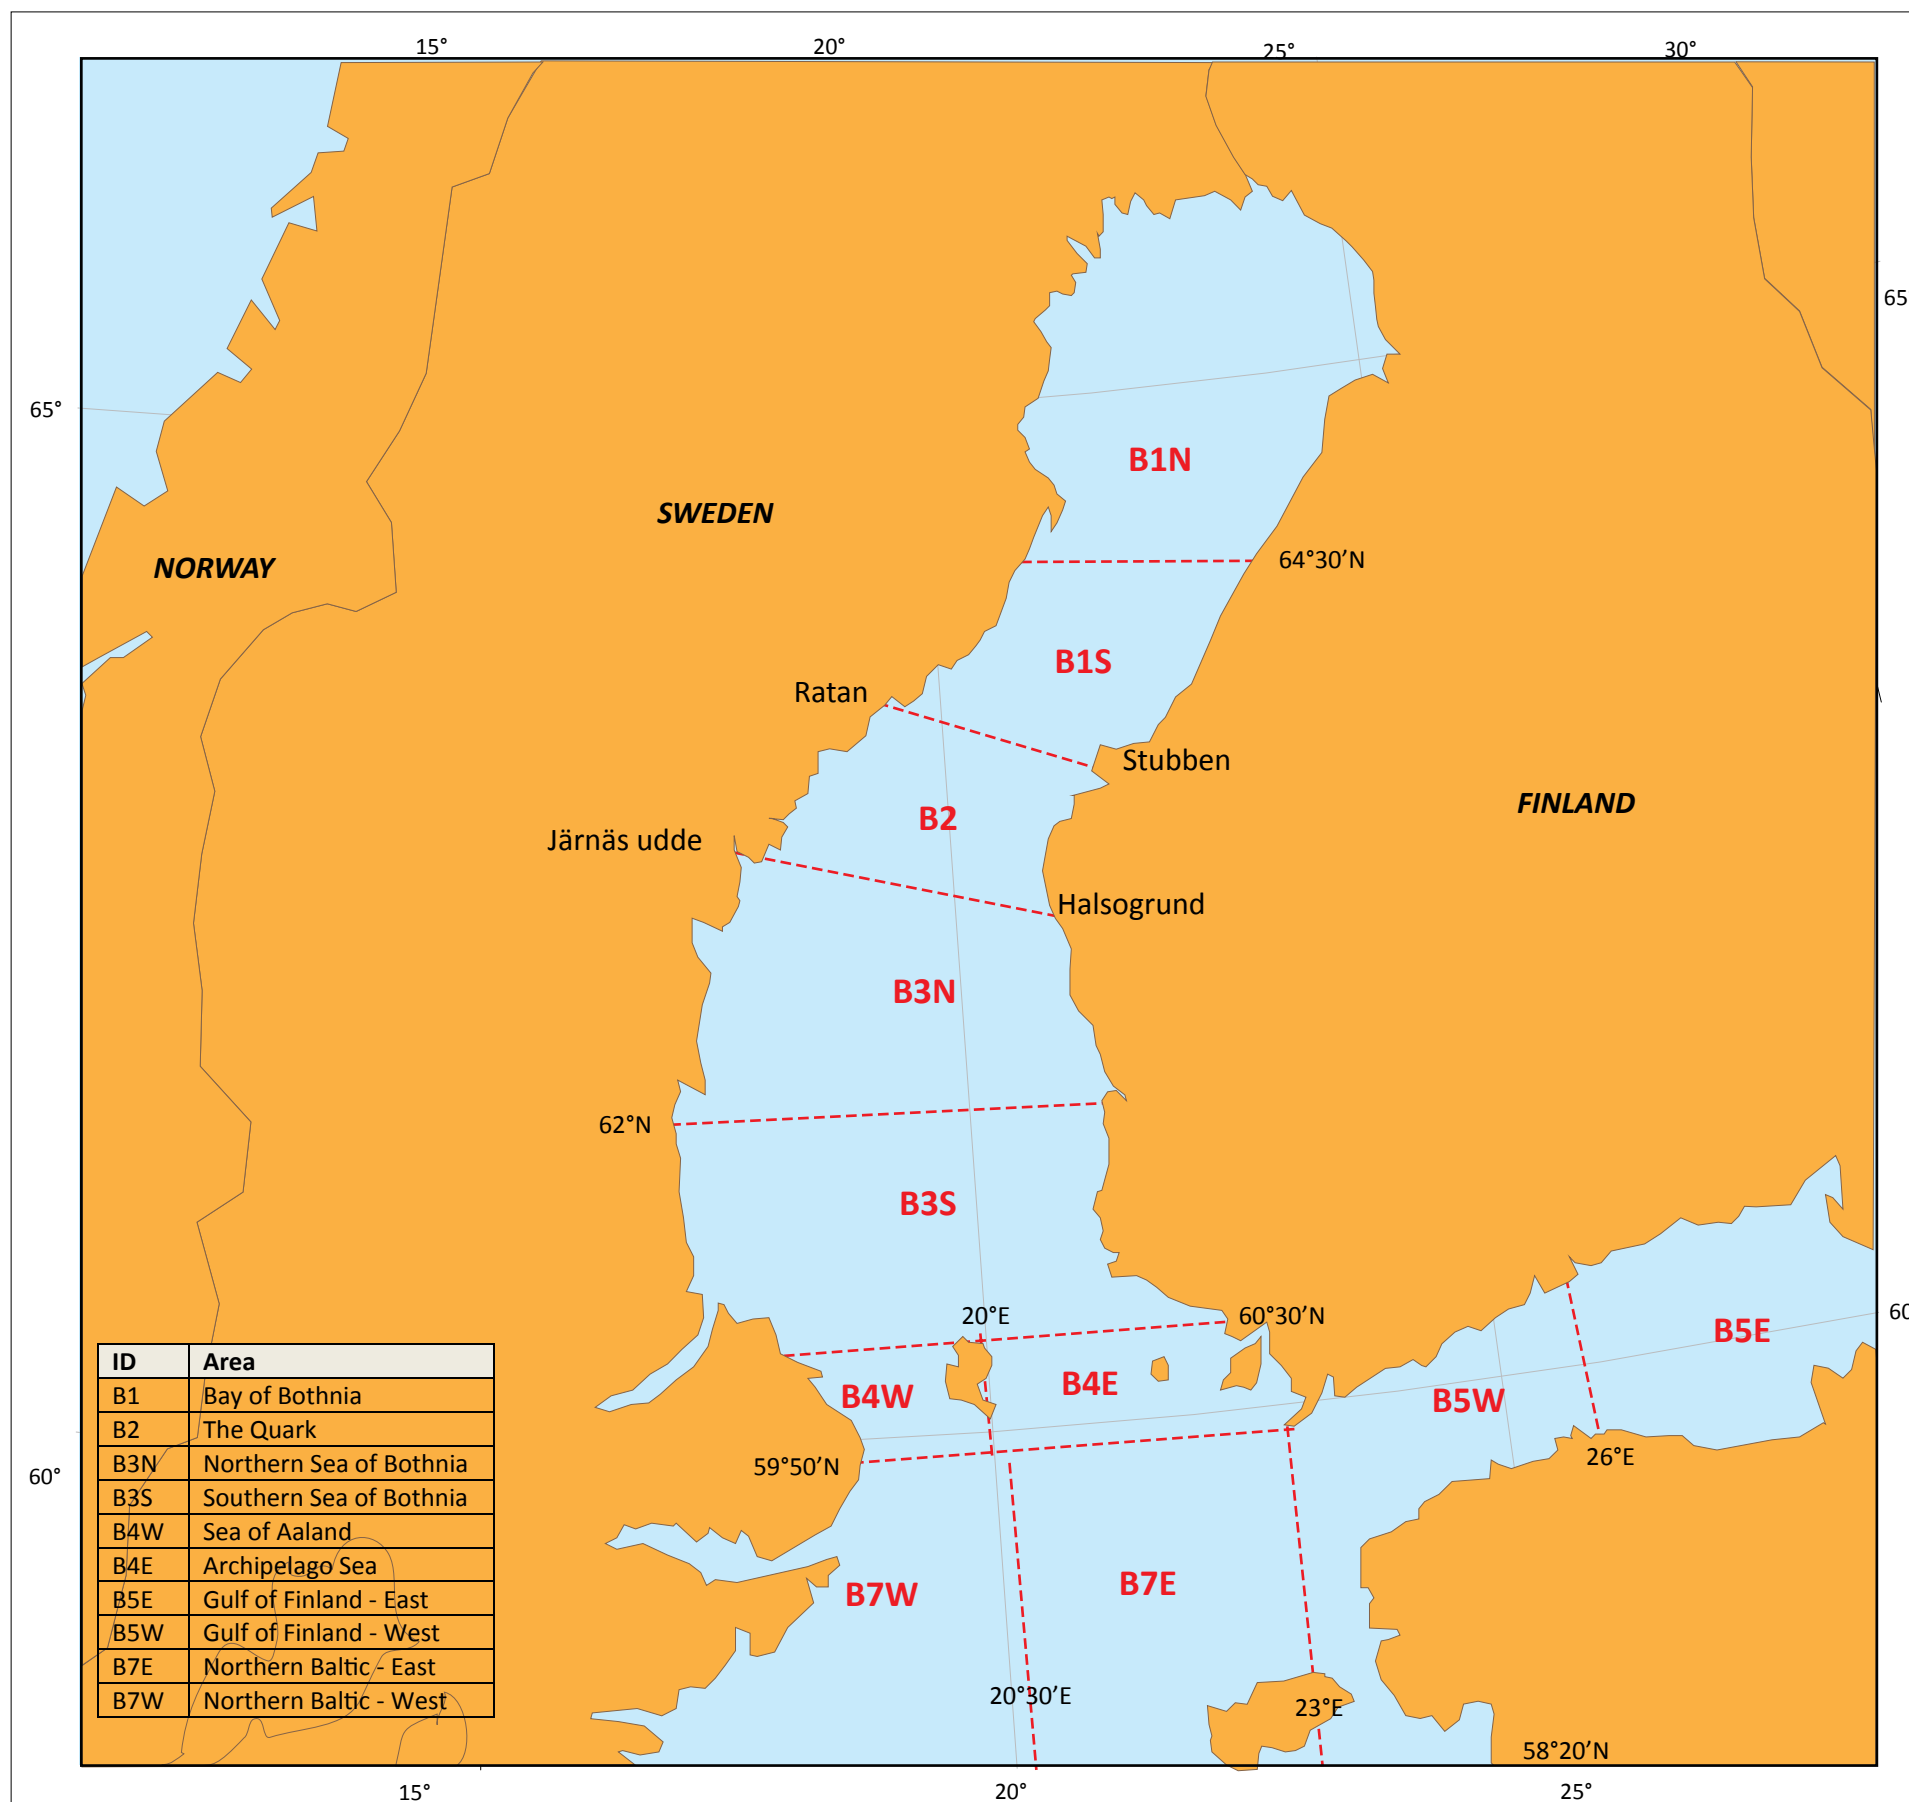 15°
20°
25°
30°
65
65°
B1N
SWEDEN
NORWAY
64°30’N
B1S
Ratan
Stubben
FINLAND
B2
Järnäs udde
Halsogrund
B3N
62°N
B3S
20°E
60°30’N
60
B5E
B4E
B4W
B5W
ID Area
B1 Bay of Bothnia
B2 The Quark
B3N Northern Sea of Bothnia
B3S Southern Sea of Bothnia
B4W Sea of Aaland
B4E Archipelago Sea
B5E Gulf of Finland - East
B5W Gulf of Finland - West
B7E Northern Baltic - East
B7W Northern Baltic - West
59°50’N
26°E
60°
B7E
B7W
20°30’E
23°E
58°20’N
15°
20°
25°